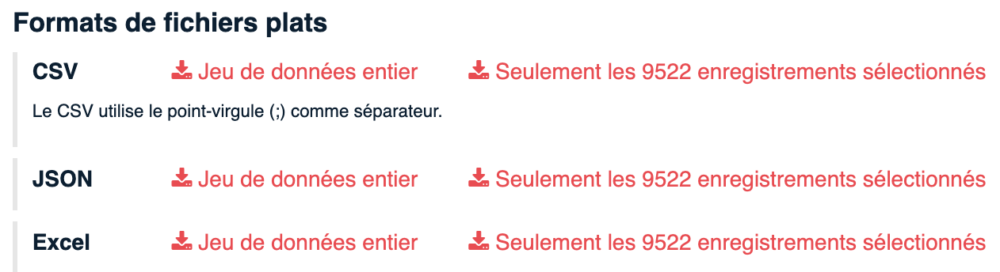 Formats de fichiers plats
CSV Jeu de données entier Seulement les 9522 enregistrements sélectionnés
Le CSV utilise le point-virgule (;) comme séparateur.
JSON Jeu de données entier Seulement les 9522 enregistrements sélectionnés
Excel Jeu de données entier Seulement les 9522 enregistrements sélectionnés